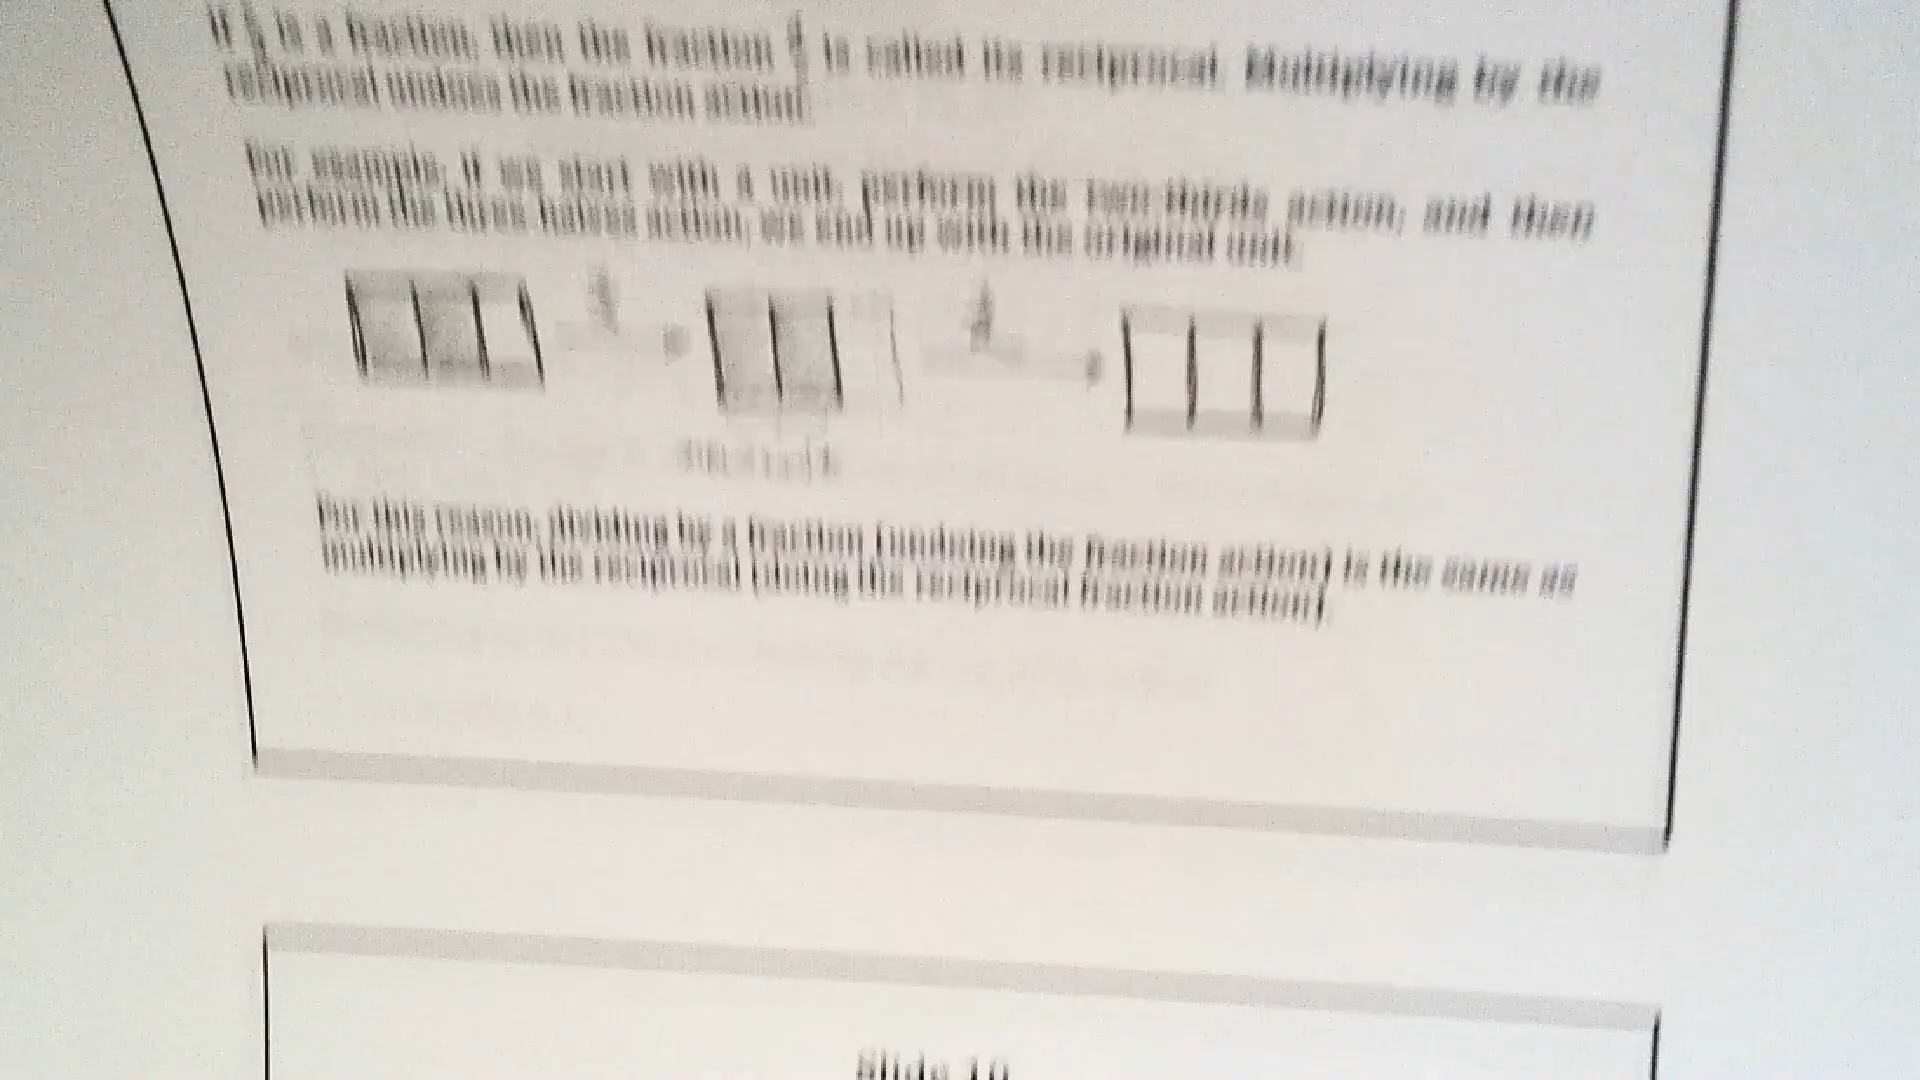 is a fraction, then the fraction is called its reciprocal. Multiplying by the
reciprocal undoes the fraction action.
For example, if we start with a unit, perform the two-thirds action, and then
perform the three-halves action, we end up with the original unit.
For this reason, dividing by a fraction (undoing the fraction action) is the same as
multiplying by the reciprocal (doing the reciprocal fraction action).
Slide 10